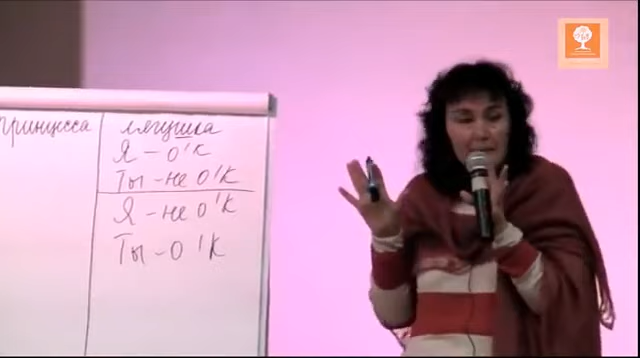 принцесса лягушка
Я - О'К
Ты - не О'К
Я - не О'К
Ты - О'К